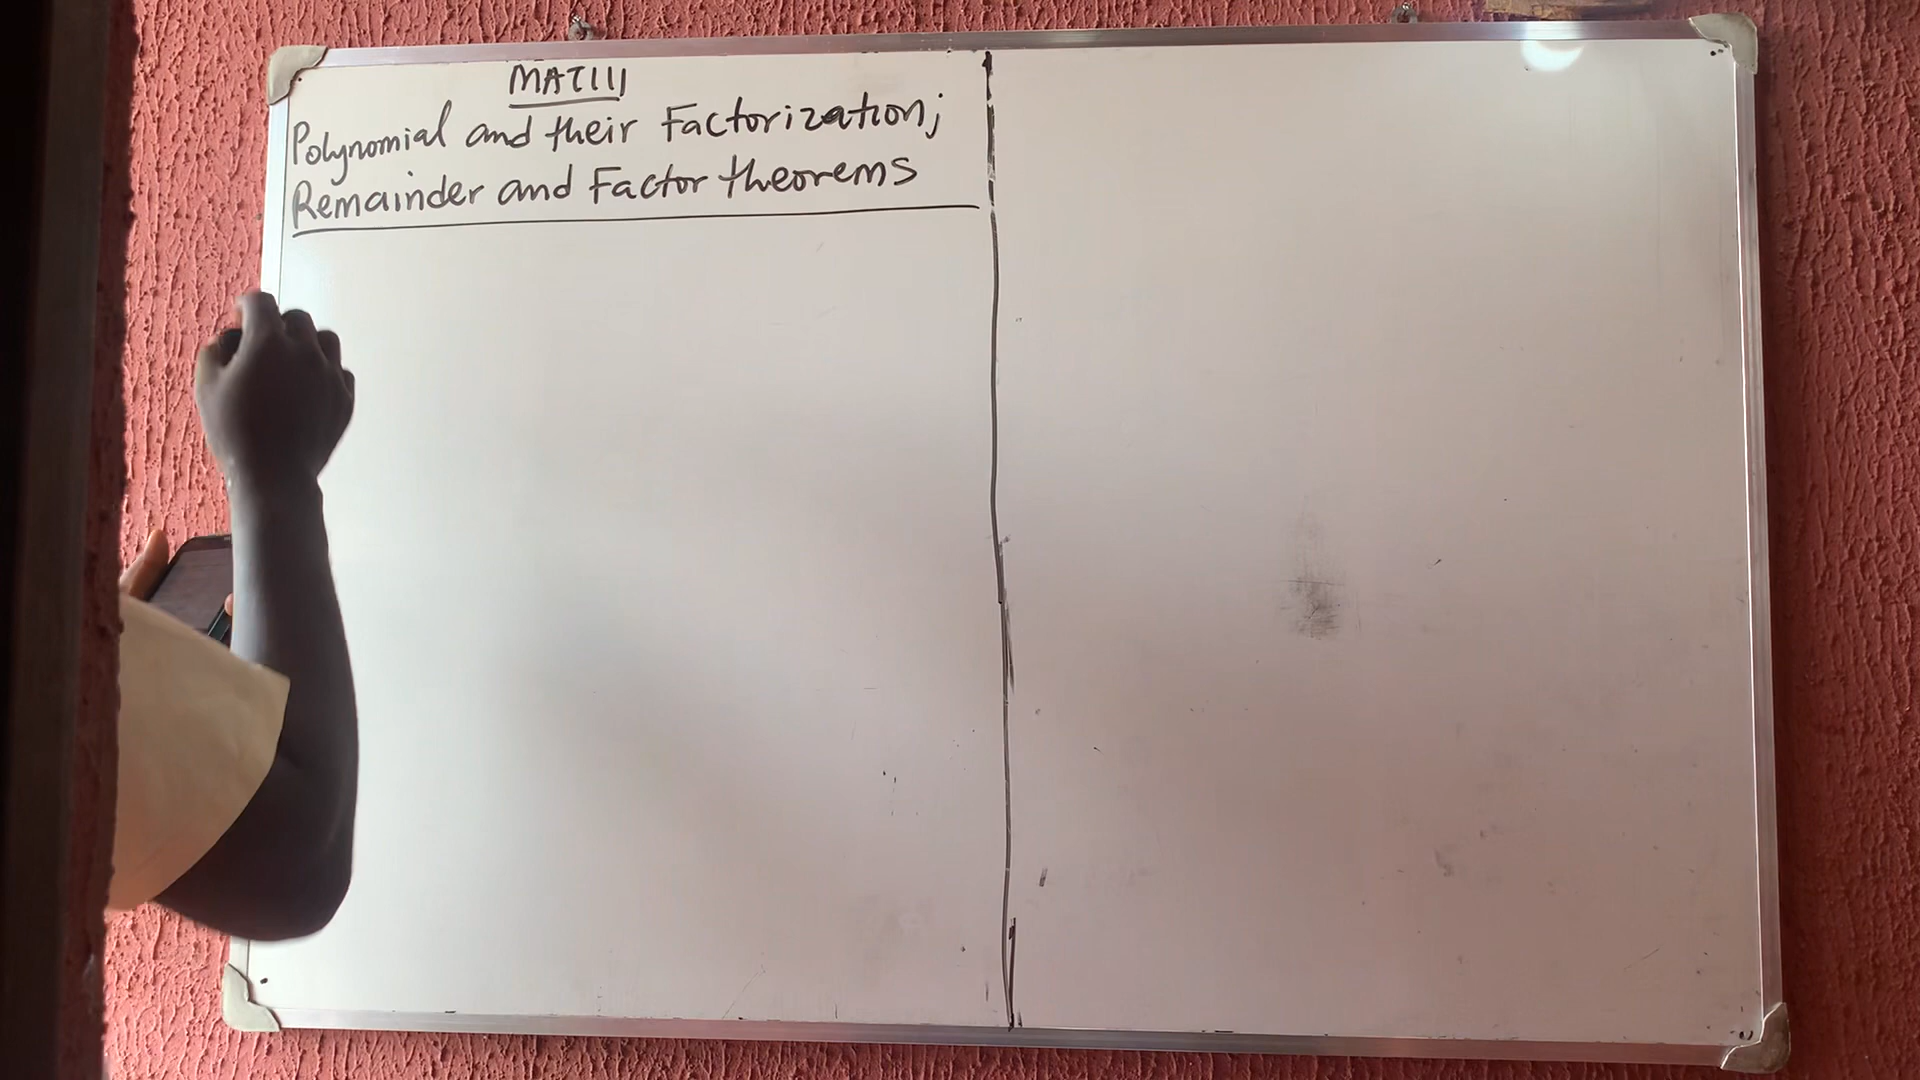 MAT111
Polynomial and their Factorization;
Remainder and Factor theorems